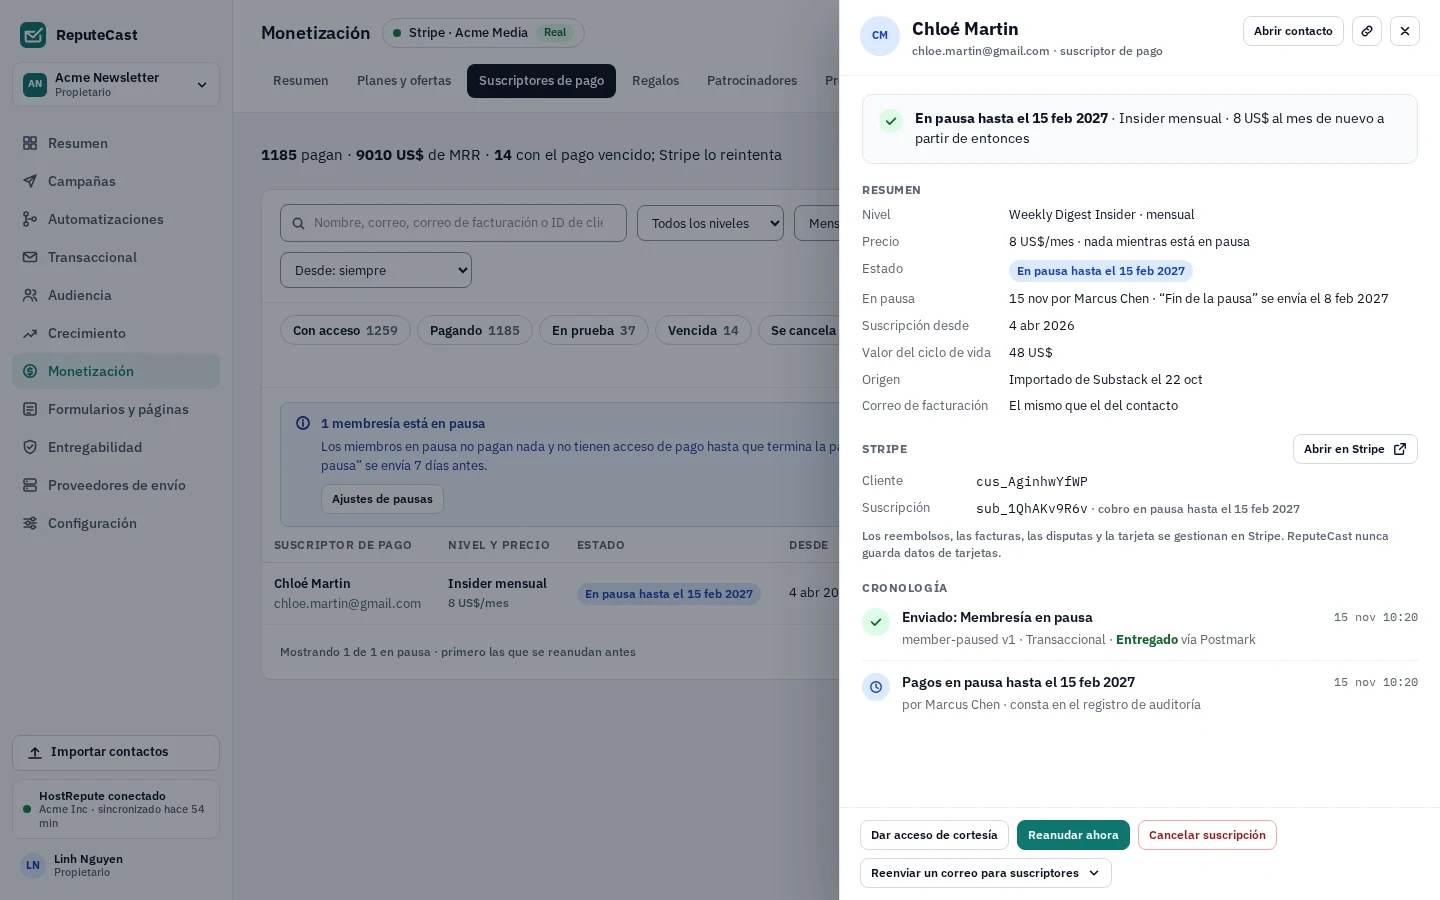 ReputeCast
AN
Acme Newsletter
Propietario
Resumen
Campañas
Automatizaciones
Transaccional
Audiencia
Crecimiento
Monetización
Formularios y páginas
Entregabilidad
Proveedores de envío
Configuración
Importar contactos
HostRepute conectado
Acme Inc · sincronizado hace 54
min
LN
Linh Nguyen
Propietario
Monetización
Stripe · Acme Media Real
Resumen Planes y ofertas Suscriptores de pago Regalos Patrocinadores
1185 pagan · 9010 US$ de MRR · 14 con el pago vencido; Stripe lo reintenta
Nombre, correo, correo de facturación o ID de clie
Todos los niveles
Desde: siempre
Con acceso 1259 Pagando 1185 En prueba 37 Vencida 14 Se cancela
1 membresía está en pausa
Los miembros en pausa no pagan nada y no tienen acceso de pago hasta que termina la
pausa” se envía 7 días antes.
Ajustes de pausas
SUSCRIPTOR DE PAGO NIVEL Y PRECIO ESTADO DESDE
Chloé Martin Insider mensual En pausa hasta el 15 feb 2027 4 abr 20
chloe.martin@gmail.com 8 US$/mes
Mostrando 1 de 1 en pausa · primero las que se reanudan antes
CM
Chloé Martin
chloe.martin@gmail.com · suscriptor de pago
Abrir contacto
En pausa hasta el 15 feb 2027 · Insider mensual · 8 US$ al mes de nuevo a
partir de entonces
RESUMEN
Nivel Weekly Digest Insider · mensual
Precio 8 US$/mes · nada mientras está en pausa
Estado En pausa hasta el 15 feb 2027
En pausa 15 nov por Marcus Chen · “Fin de la pausa” se envía el 8 feb 2027
Suscripción desde 4 abr 2026
Valor del ciclo de vida 48 US$
Origen Importado de Substack el 22 oct
Correo de facturación El mismo que el del contacto
STRIPE
Abrir en Stripe
Cliente cus_AginhwYfWP
Suscripción sub_1QhAKv9R6v · cobro en pausa hasta el 15 feb 2027
Los reembolsos, las facturas, las disputas y la tarjeta se gestionan en Stripe. ReputeCast nunca
guarda datos de tarjetas.
CRONOLOGÍA
Enviado: Membresía en pausa 15 nov 10:20
member-paused v1 · Transaccional · Entregado vía Postmark
Pagos en pausa hasta el 15 feb 2027 15 nov 10:20
por Marcus Chen · consta en el registro de auditoría
Dar acceso de cortesía Reanudar ahora Cancelar suscripción
Reenviar un correo para suscriptores